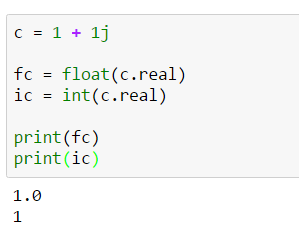 c = 1 + 1j
fc = float(c.real)
ic = int(c.real)
print(fc)
print(ic)
1.0
1